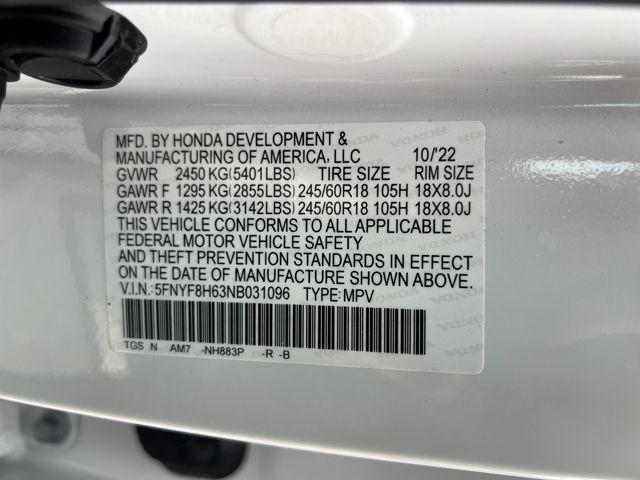 MFD. BY HONDA DEVELOPMENT &
MANUFACTURING OF AMERICA, LLC 10/'22
GVWR 2450 KG(5401LBS) TIRE SIZE RIM SIZE
GAWR F 1295 KG(2855LBS) 245/60R18 105H 18X8.0J
GAWR R 1425 KG(3142LBS) 245/60R18 105H 18X8.0J
THIS VEHICLE CONFORMS TO ALL APPLICABLE
FEDERAL MOTOR VEHICLE SAFETY
AND THEFT PREVENTION STANDARDS IN EFFECT
ON THE DATE OF MANUFACTURE SHOWN ABOVE.
V.I.N.: 5FNYF8H63NB031096 TYPE: MPV
TGS N AM7 -NH883P -R -B